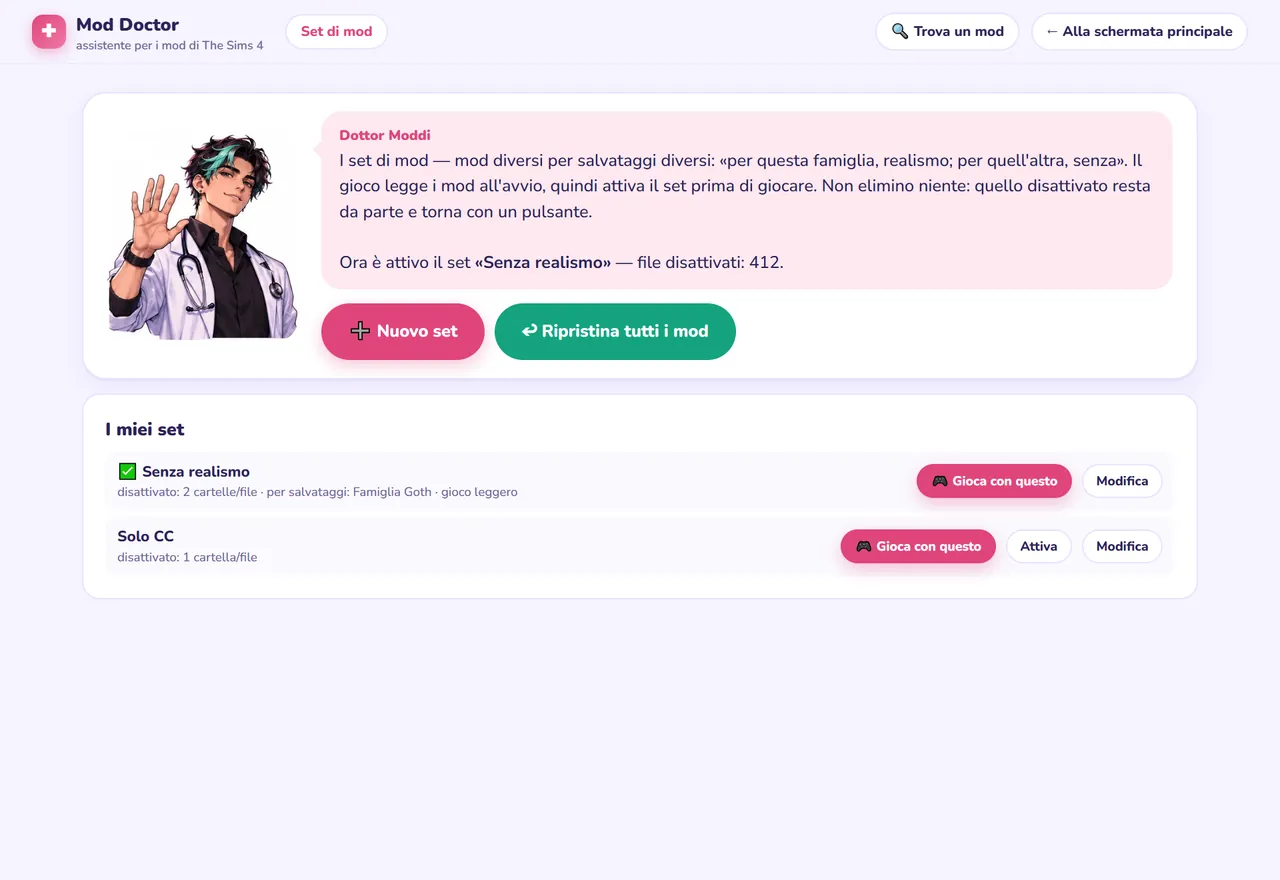 Mod Doctor
assistente per i mod di The Sims 4
Set di mod
🔍 Trova un mod
← Alla schermata principale
Dottor Moddi
I set di mod — mod diversi per salvataggi diversi: «per questa famiglia, realismo; per quell'altra, senza». Il
gioco legge i mod all'avvio, quindi attiva il set prima di giocare. Non elimino niente: quello disattivato resta
da parte e torna con un pulsante.
Ora è attivo il set «Senza realismo» — file disattivati: 412.
➕ Nuovo set
↩ Ripristina tutti i mod
I miei set
✅ Senza realismo
disattivato: 2 cartelle/file · per salvataggi: Famiglia Goth · gioco leggero
🎮 Gioca con questo
Modifica
Solo CC
disattivato: 1 cartella/file
🎮 Gioca con questo
Attiva
Modifica